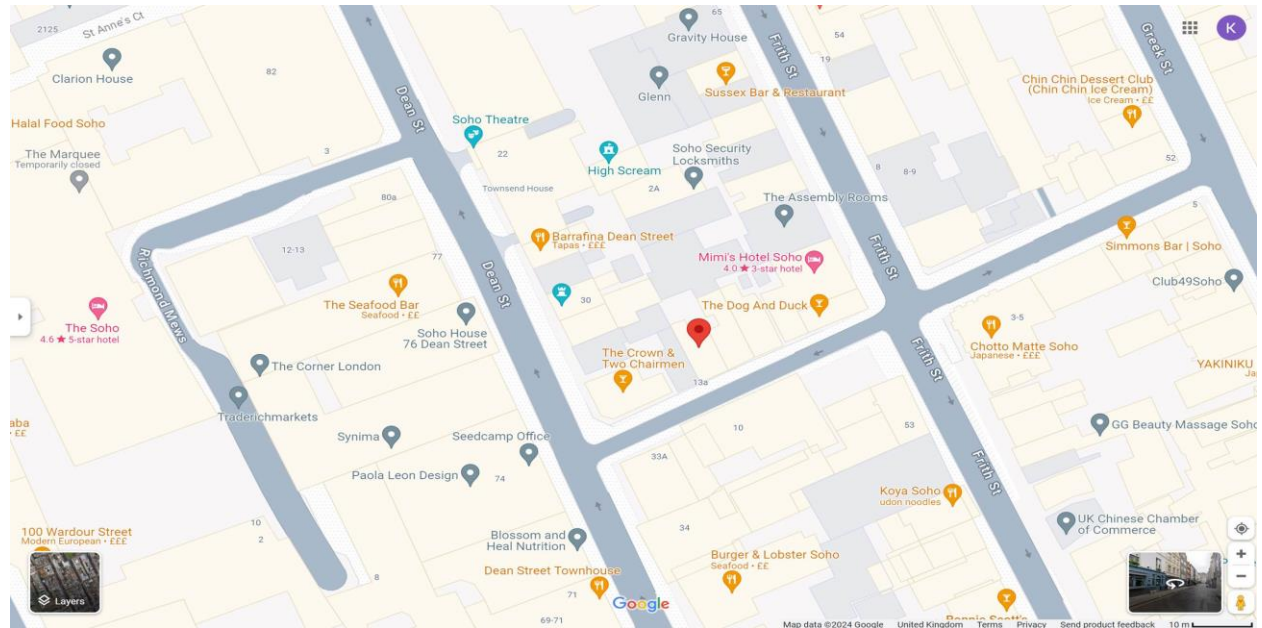 65
Gravity House
54
19
2125
St Anne's Ct
Frith St
Greek St
K
Clarion House
82
Dean St
Glenn
Sussex Bar & Restaurant
Chin Chin Dessert Club
(Chin Chin Ice Cream)
Ice Cream • ££
Halal Food Soho
The Marquee
Temporarily closed
3
Soho Theatre
22
High Scream
Soho Security
Locksmiths
8
8-9
52
Townsend House
2A
The Assembly Rooms
80a
5
12-13
77
Barrafina Dean Street
Tapas • £££
Mimi's Hotel Soho
4.0 ★ 3-star hotel
Frith St
Simmons Bar | Soho
Richmond Mews
Dean St
Club49Soho
The Seafood Bar
Seafood • ££
30
The Dog And Duck
The Soho
4.6 ★ 5-star hotel
Soho House
76 Dean Street
3-5
Chotto Matte Soho
Japanese • £££
The Crown &
Two Chairmen
The Corner London
Frith St
YAKINIKU
Ja
13a
Traderichmarkets
aba
• ££
10
53
GG Beauty Massage Soho
Synima
Seedcamp Office
33A
Paola Leon Design
74
Frith St
Koya Soho
udon noodles
10
2
34
UK Chinese Chamber
of Commerce
100 Wardour Street
Modern European • £££
Blossom and
Heal Nutrition
Burger & Lobster Soho
Seafood • ££
8
Dean Street Townhouse
71
Layers
Google
69-71
Ronnie Scott's
Map data ©2024 Google
United Kingdom
Terms
Privacy
Send product feedback
10 m